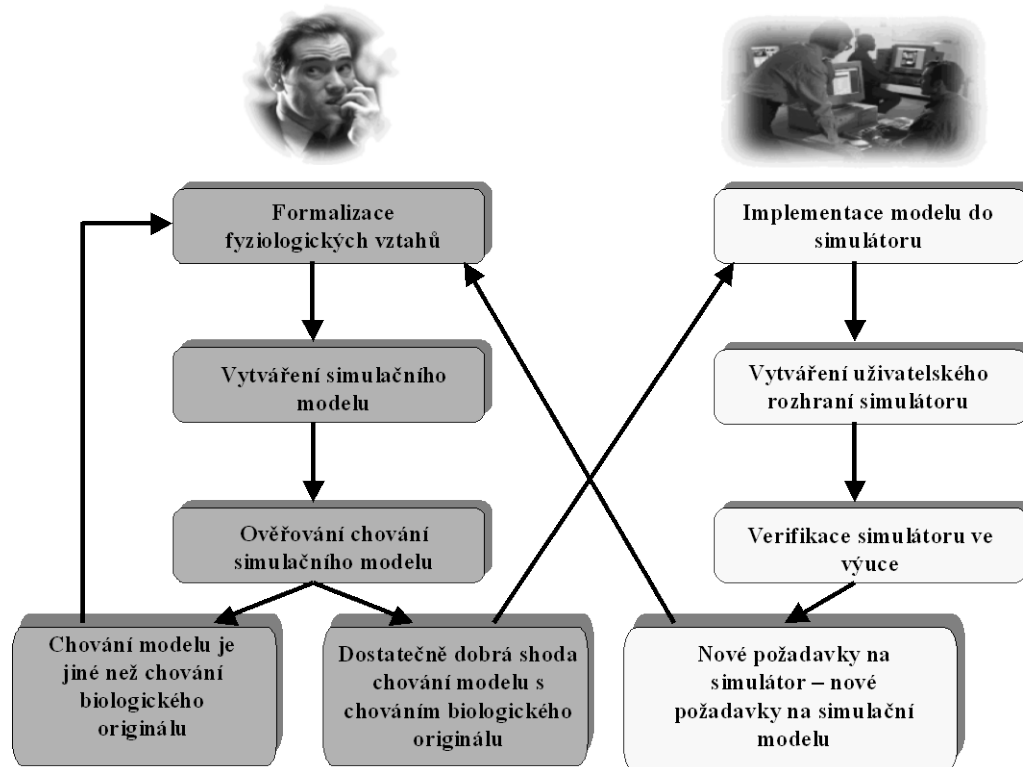 Formalizace
fyziologických vztahů
Vytváření simulačního
modelu
Ověřování chování
simulačního modelu
Chování modelu je
jiné než chování
biologického
originálu
Dostatečně dobrá shoda
chování modelu s
chováním biologického
originálu
Implementace modelu do
simulátoru
Vytváření uživatelského
rozhraní simulátoru
Verifikace simulátoru ve
výuce
Nové požadavky na
simulátor – nové
požadavky na simulační
modelu